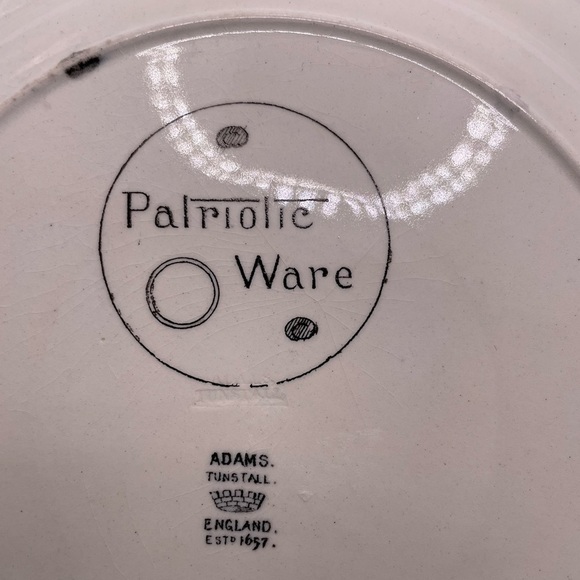 Patriotic
Ware
ADAMS.
TUNSTALL.
ENGLAND.
ESTD 1657.